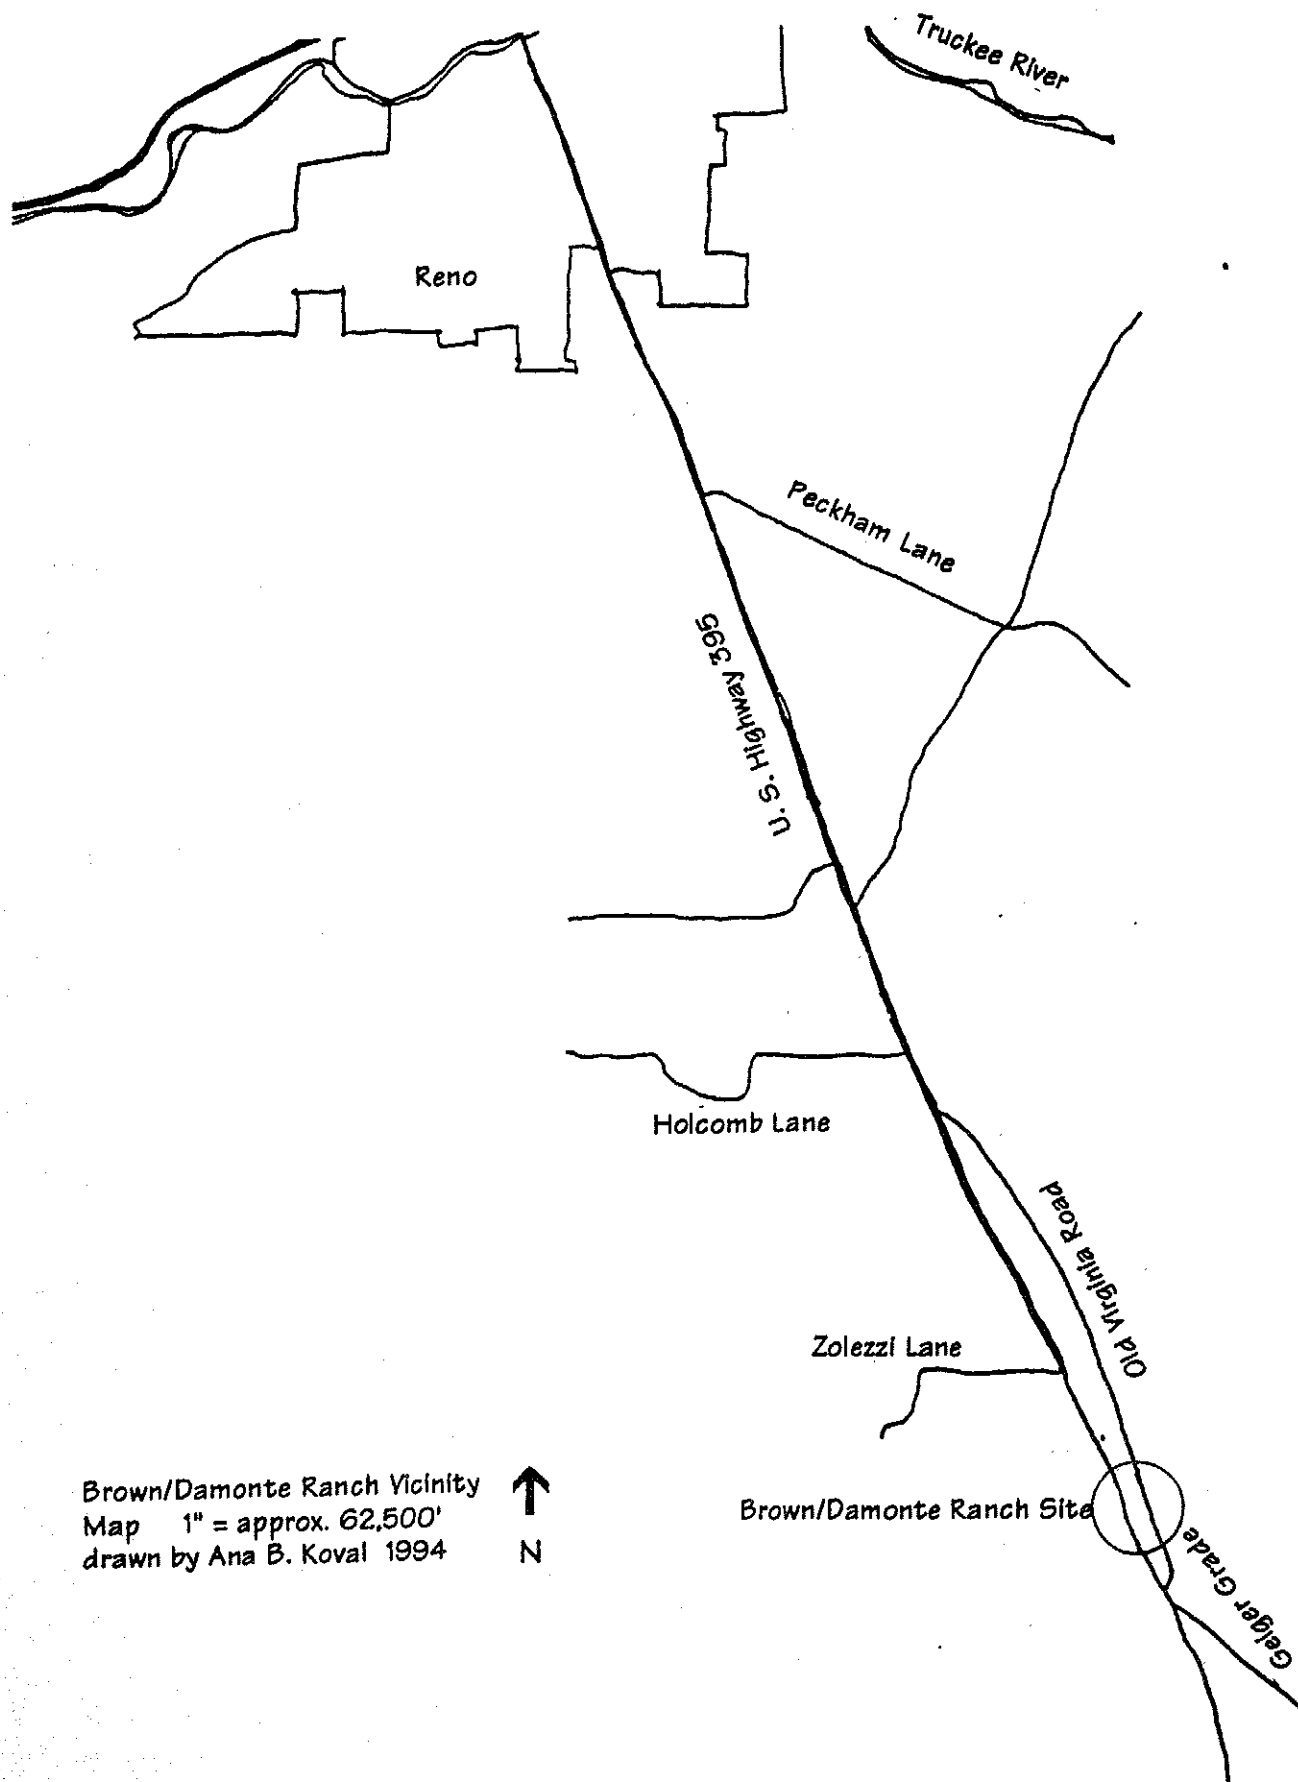 Truckee River
Reno
Peckham Lane
U. S. Highway 395
Holcomb Lane
Old Virginia Road
Zolezzi Lane
Brown/Damonte Ranch Vicinity
Map 1" = approx. 62,500'
drawn by Ana B. Koval 1994
N
Brown/Damonte Ranch Site
Geiger Grade